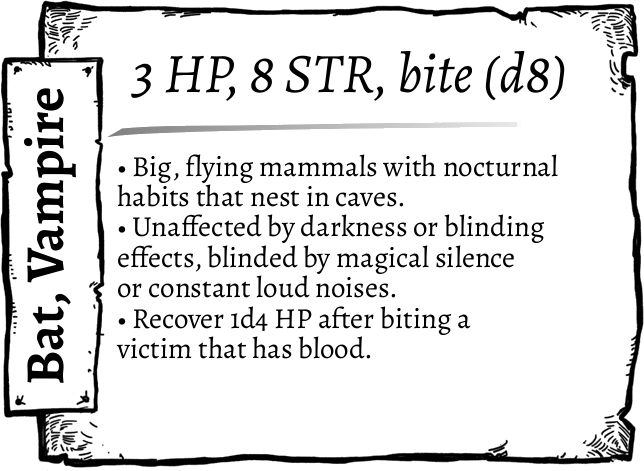 Bat, Vampire
3 HP, 8 STR, bite (d8)
• Big, flying mammals with nocturnal
habits that nest in caves.
• Unaffected by darkness or blinding
effects, blinded by magical silence
or constant loud noises.
• Recover 1d4 HP after biting a
victim that has blood.